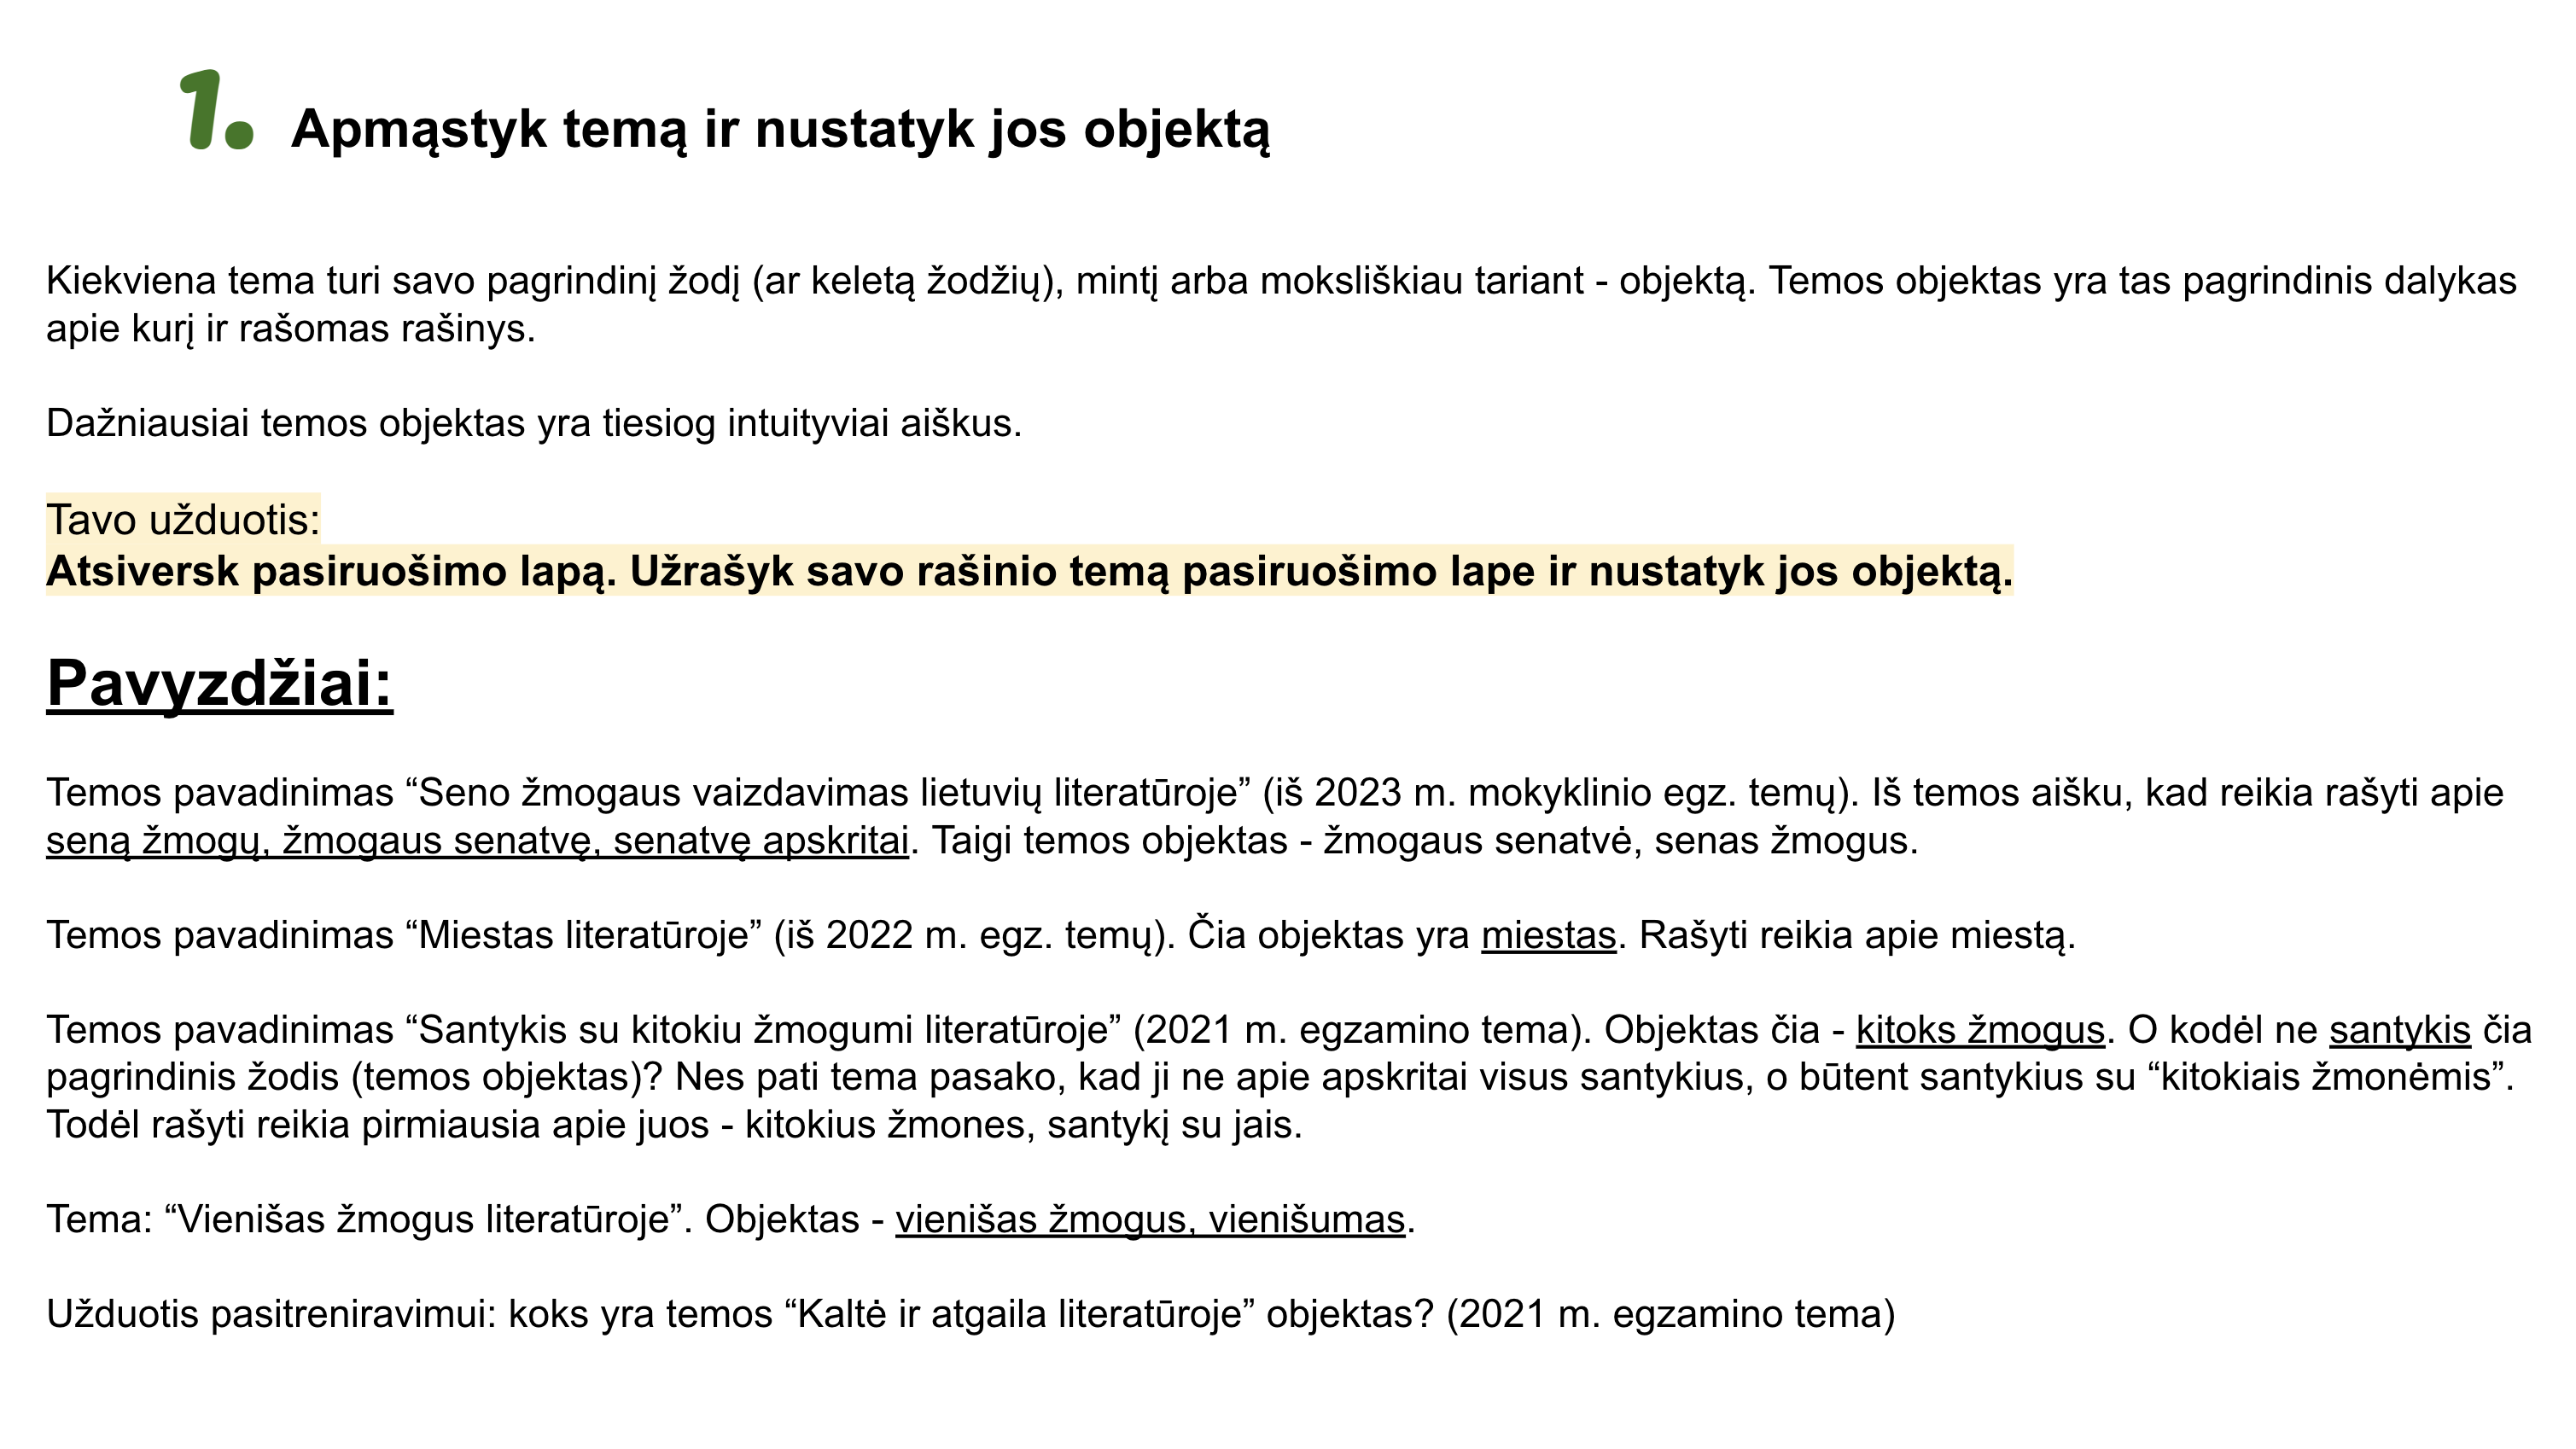 1. Apmąstyk temą ir nustatyk jos objektą
Kiekviena tema turi savo pagrindinį žodį (ar keletą žodžių), mintį arba moksliškiau tariant - objektą. Temos objektas yra tas pagrindinis dalykas
apie kurį ir rašomas rašinys.
Dažniausiai temos objektas yra tiesiog intuityviai aiškus.
Tavo užduotis:
Atsiversk pasiruošimo lapą. Užrašyk savo rašinio temą pasiruošimo lape ir nustatyk jos objektą.
Pavyzdžiai:
Temos pavadinimas “Seno žmogaus vaizdavimas lietuvių literatūroje” (iš 2023 m. mokyklinio egz. temų). Iš temos aišku, kad reikia rašyti apie
seną žmogų, žmogaus senatvę, senatvę apskritai. Taigi temos objektas - žmogaus senatvė, senas žmogus.
Temos pavadinimas “Miestas literatūroje” (iš 2022 m. egz. temų). Čia objektas yra miestas. Rašyti reikia apie miestą.
Temos pavadinimas “Santykis su kitokiu žmogumi literatūroje” (2021 m. egzamino tema). Objektas čia - kitoks žmogus. O kodėl ne santykis čia
pagrindinis žodis (temos objektas)? Nes pati tema pasako, kad ji ne apie apskritai visus santykius, o būtent santykius su “kitokiais žmonėmis”.
Todėl rašyti reikia pirmiausia apie juos - kitokius žmones, santykį su jais.
Tema: “Vienišas žmogus literatūroje”. Objektas - vienišas žmogus, vienišumas.
Užduotis pasitreniravimui: koks yra temos “Kaltė ir atgaila literatūroje” objektas? (2021 m. egzamino tema)